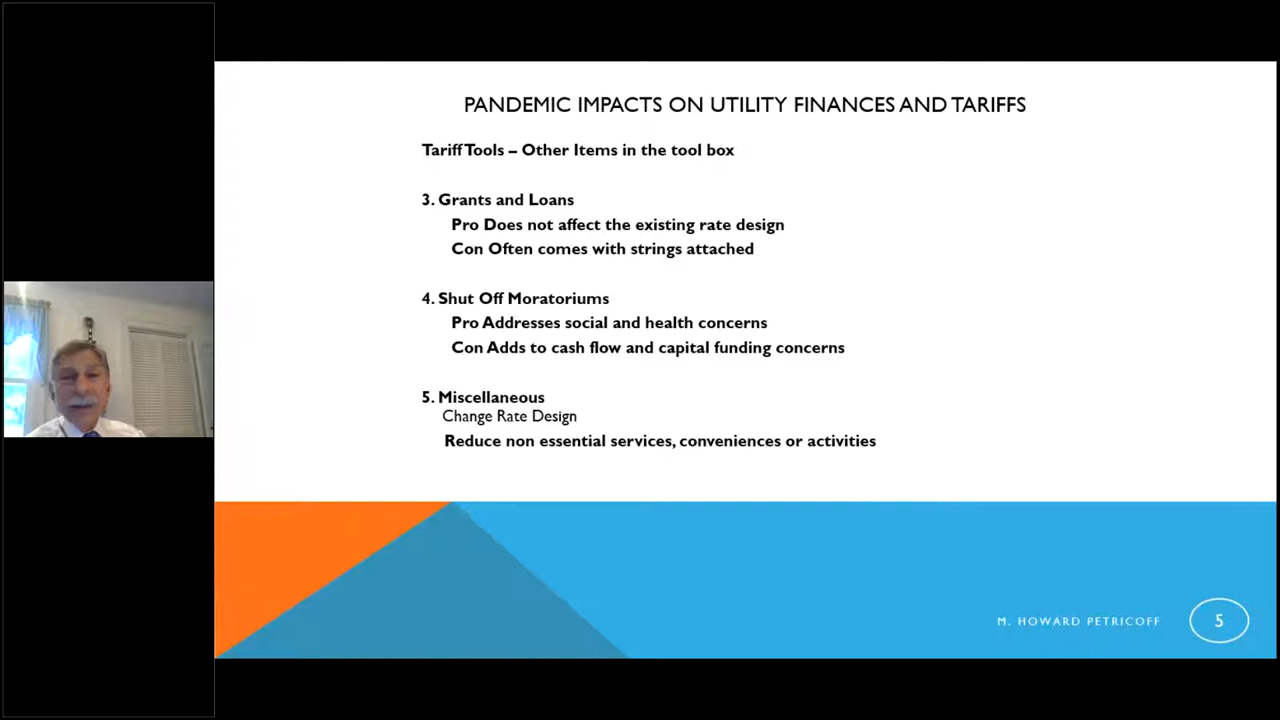 PANDEMIC IMPACTS ON UTILITY FINANCES AND TARIFFS
Tariff Tools – Other Items in the tool box
3. Grants and Loans
Pro Does not affect the existing rate design
Con Often comes with strings attached
4. Shut Off Moratoriums
Pro Addresses social and health concerns
Con Adds to cash flow and capital funding concerns
5. Miscellaneous
Change Rate Design
Reduce non essential services, conveniences or activities
M. HOWARD PETRICOFF
5